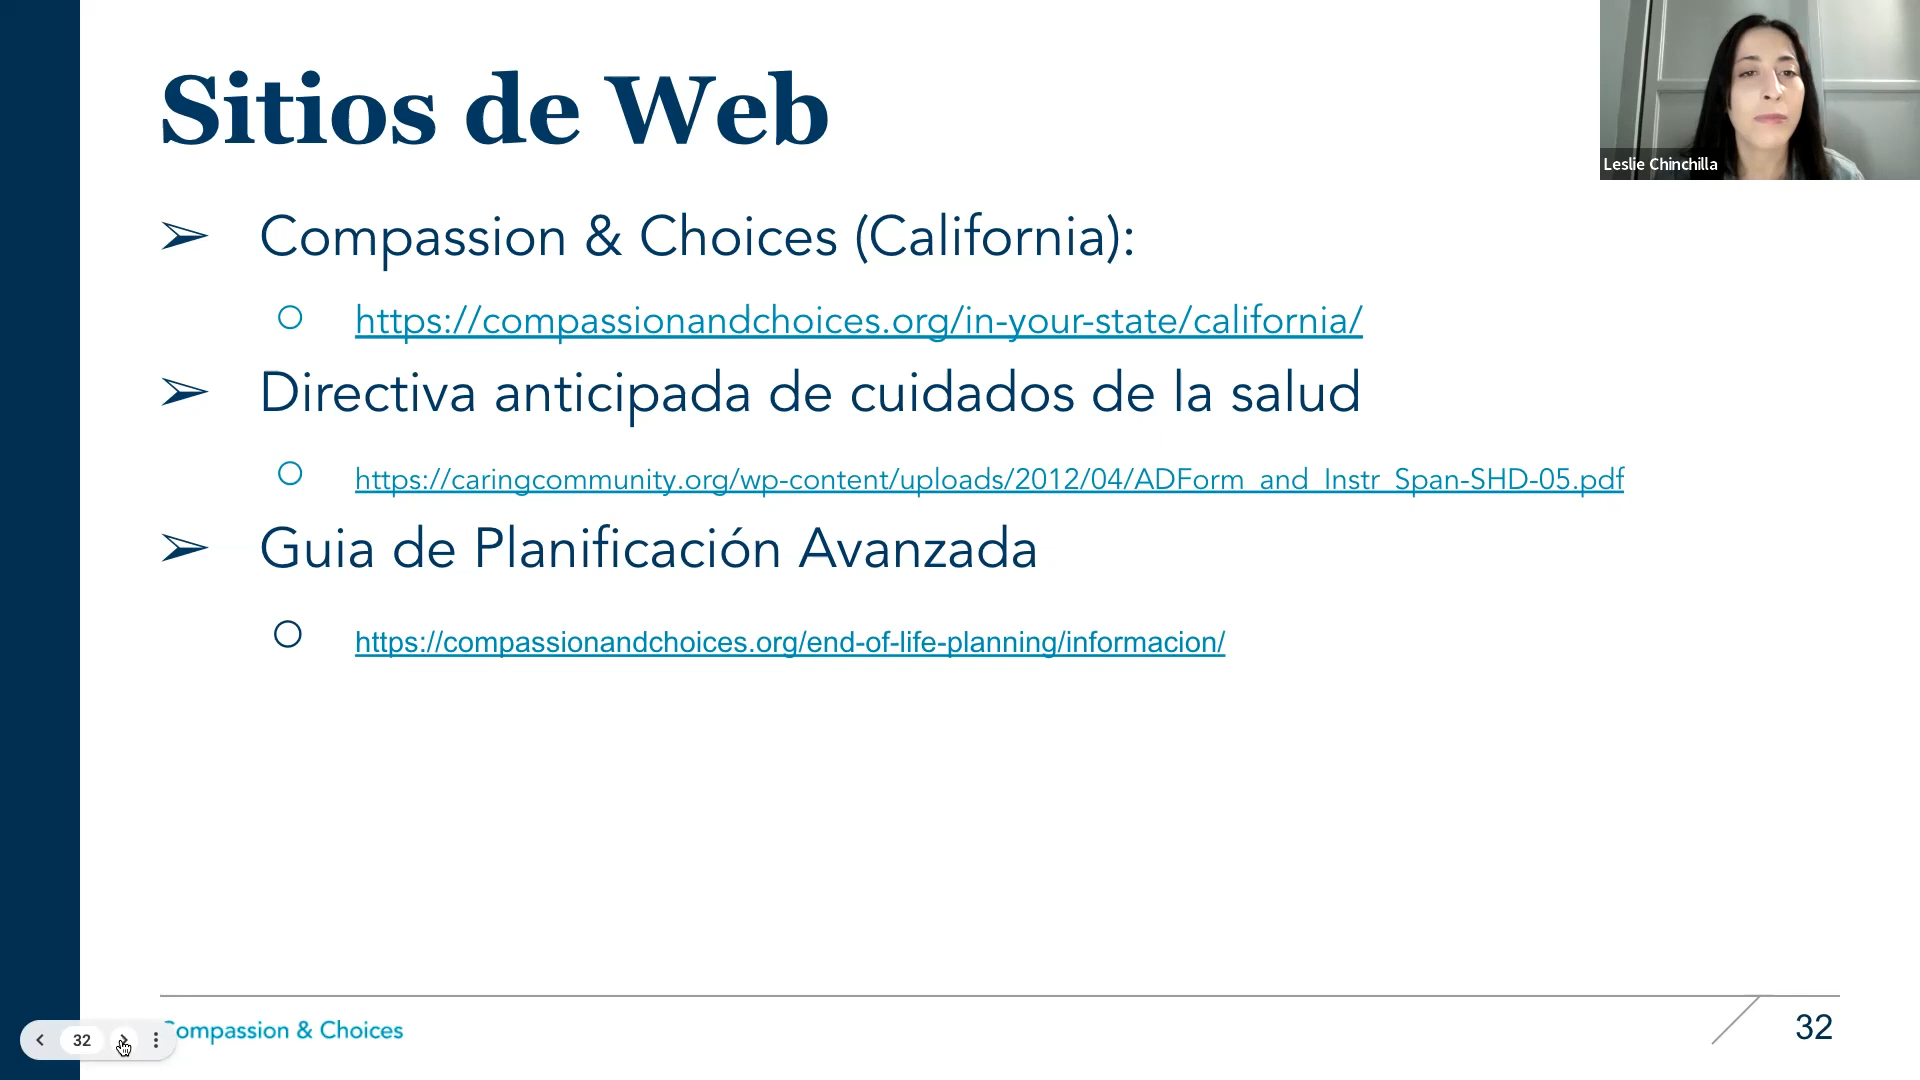 Sitios de Web
Leslie Chinchilla
➢ Compassion & Choices (California):
○ https://compassionandchoices.org/in-your-state/california/
➢ Directiva anticipada de cuidados de la salud
○ https://caringcommunity.org/wp-content/uploads/2012/04/ADForm_and_Instr_Span-SHD-05.pdf
➢ Guia de Planificación Avanzada
○ https://compassionandchoices.org/end-of-life-planning/informacion/
32
Compassion & Choices
32